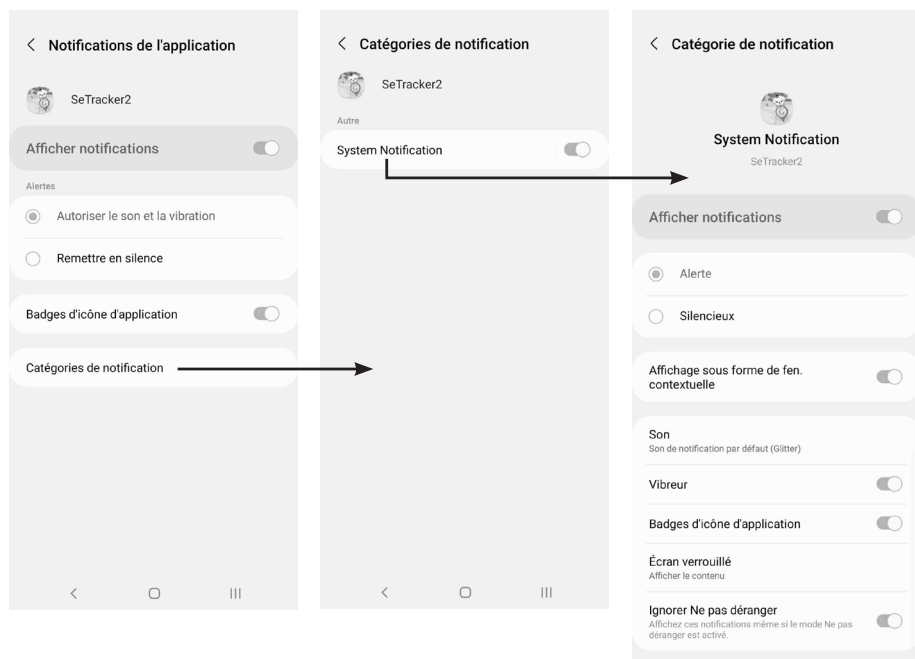 Notifications de l'application
SeTracker2
Afficher notifications
Alertes
Autoriser le son et la vibration
Remettre en silence
Badges d'icône d'application
Catégories de notification
Catégories de notification
SeTracker2
Autre
System Notification
Catégorie de notification
System Notification
SeTracker2
Afficher notifications
Alerte
Silencieux
Affichage sous forme de fen.
contextuelle
Son
Son de notification par défaut (Glitter)
Vibreur
Badges d'icône d'application
Écran verrouillé
Afficher le contenu
Ignorer Ne pas déranger
Affichez ces notifications même si le mode Ne pas
déranger est activé.